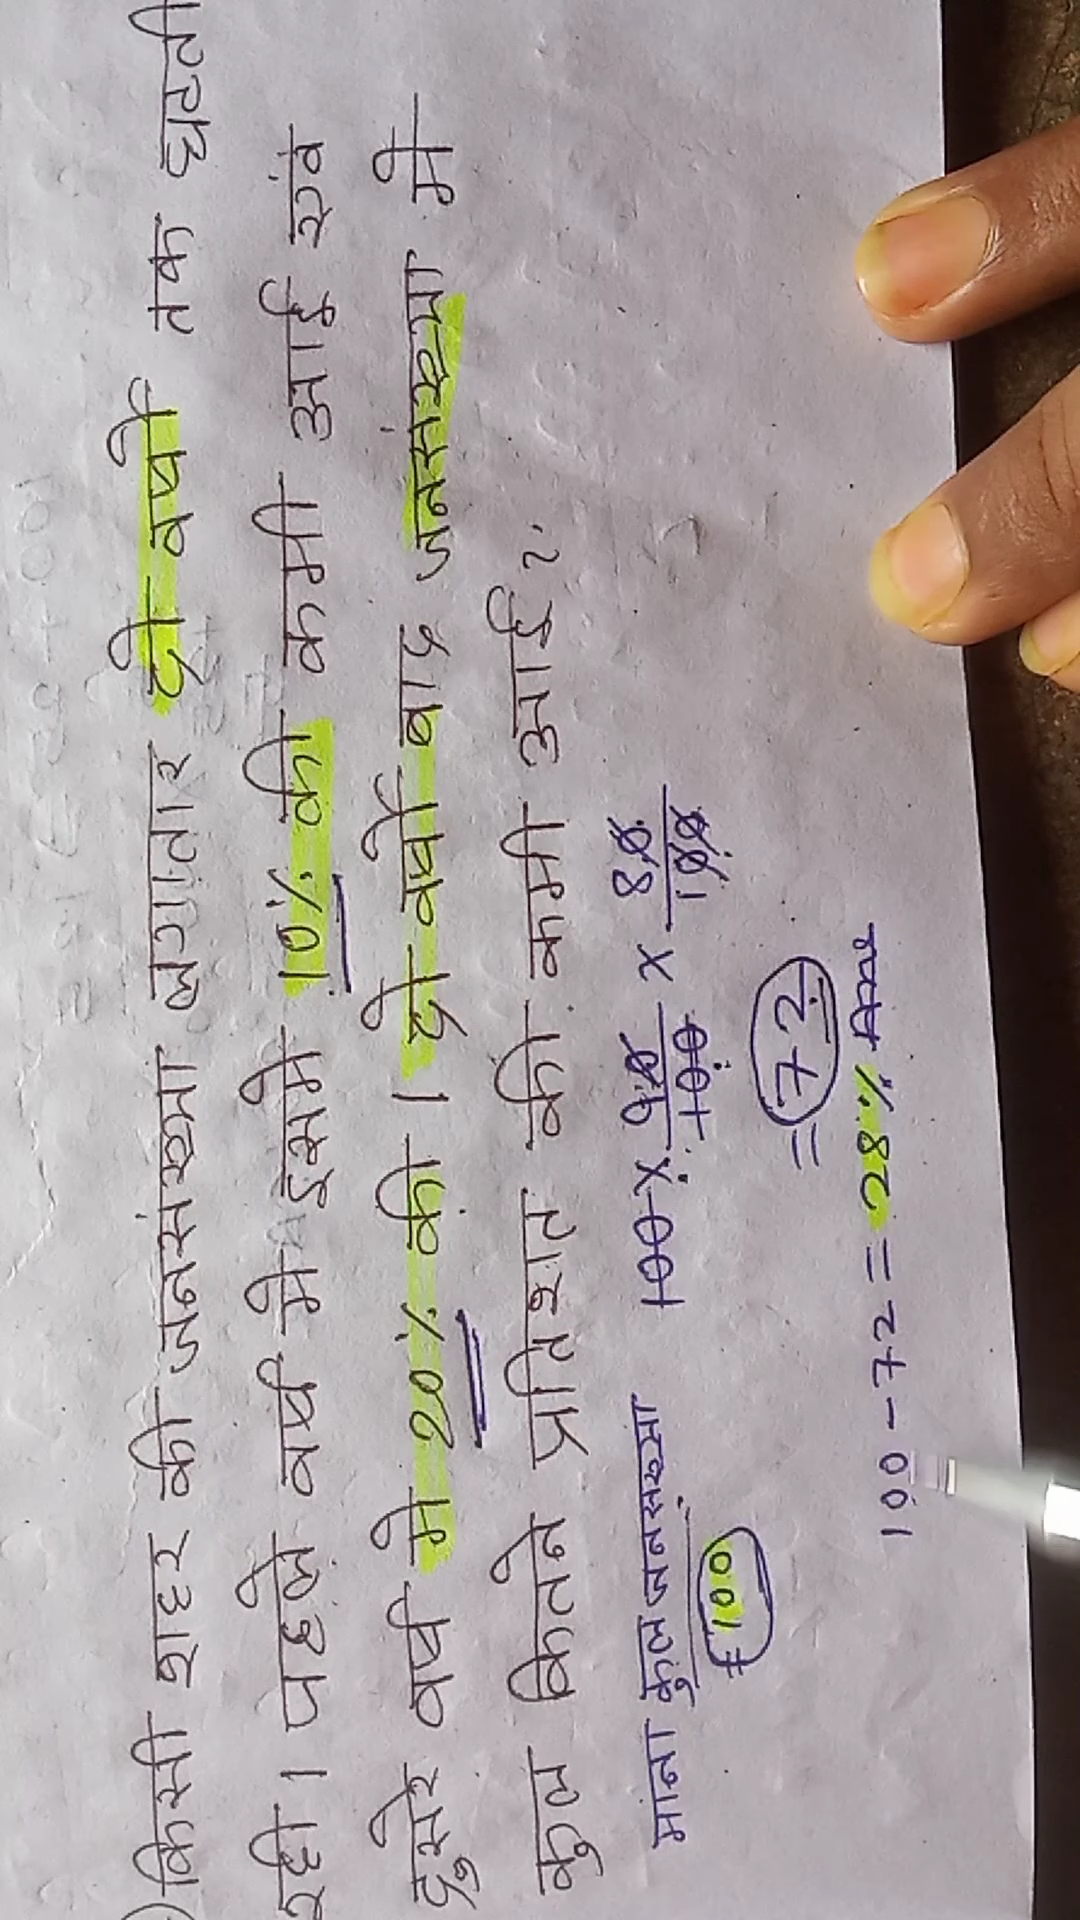 किसी शहर की जनसंख्या लगातार दो वर्षो तक घटती
रही। पहले वर्ष मे इसमे 10% की कमी आई एवं
दुसरे वर्ष मे 20% की। दो वर्षो बाद जनसंख्या मे
कुल कितने प्रतिशत की कमी आई?
माना कुल जनसंख्या 100 x 90/100 x 80/100
= 100
= 72
100 - 72 = 28%